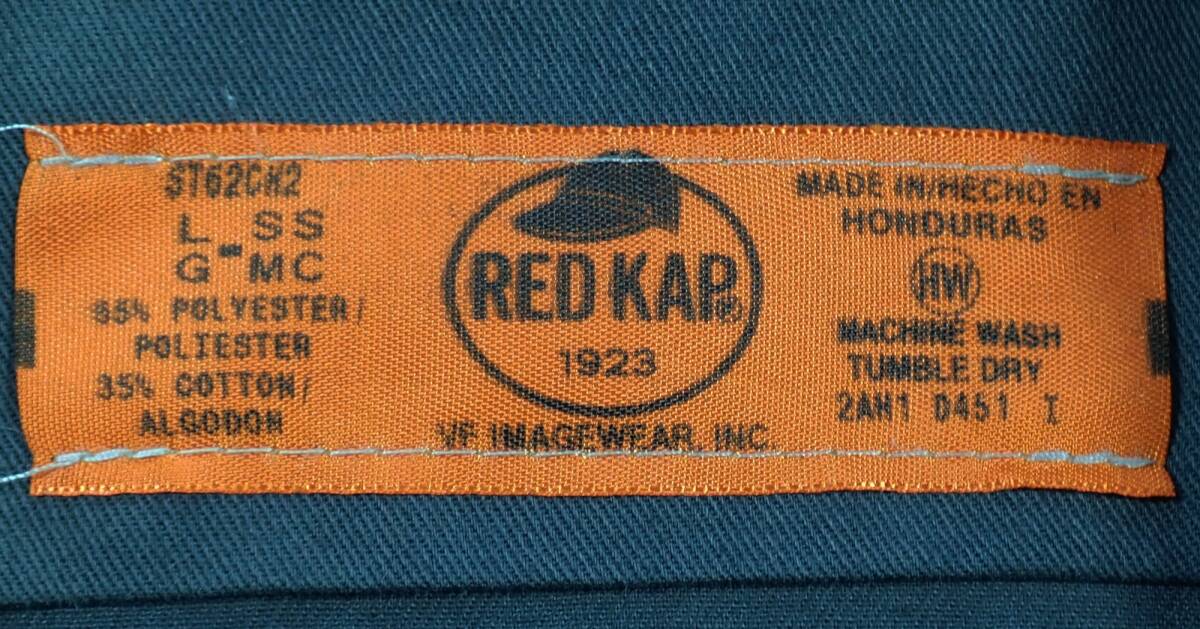 ST62CH2
L-SS
G-MC
65% POLYESTER/
POLIESTER
35% COTTON/
ALGODON
RED KAP®
1923
VF IMAGEWEAR, INC.
MADE IN/HECHO EN
HONDURAS
HW
MACHINE WASH
TUMBLE DRY
2AH1 D451 I